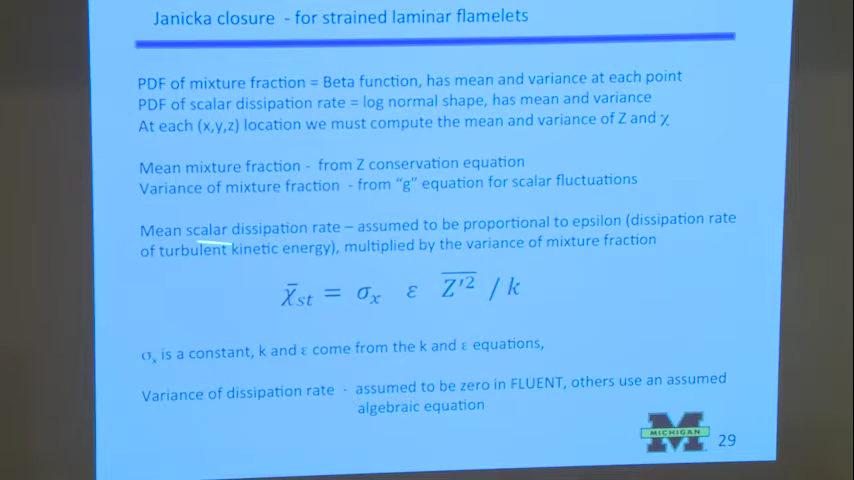 Janicka closure - for strained laminar flamelets
PDF of mixture fraction = Beta function, has mean and variance at each point
PDF of scalar dissipation rate = log normal shape, has mean and variance
At each (x,y,z) location we must compute the mean and variance of Z and χ
Mean mixture fraction - from Z conservation equation
Variance of mixture fraction - from “g” equation for scalar fluctuations
Mean scalar dissipation rate – assumed to be proportional to epsilon (dissipation rate
of turbulent kinetic energy), multiplied by the variance of mixture fraction
χ̄st = σx ε Z'² / k
σx is a constant, k and ε come from the k and ε equations,
Variance of dissipation rate - assumed to be zero in FLUENT, others use an assumed
algebraic equation
MICHIGAN
29